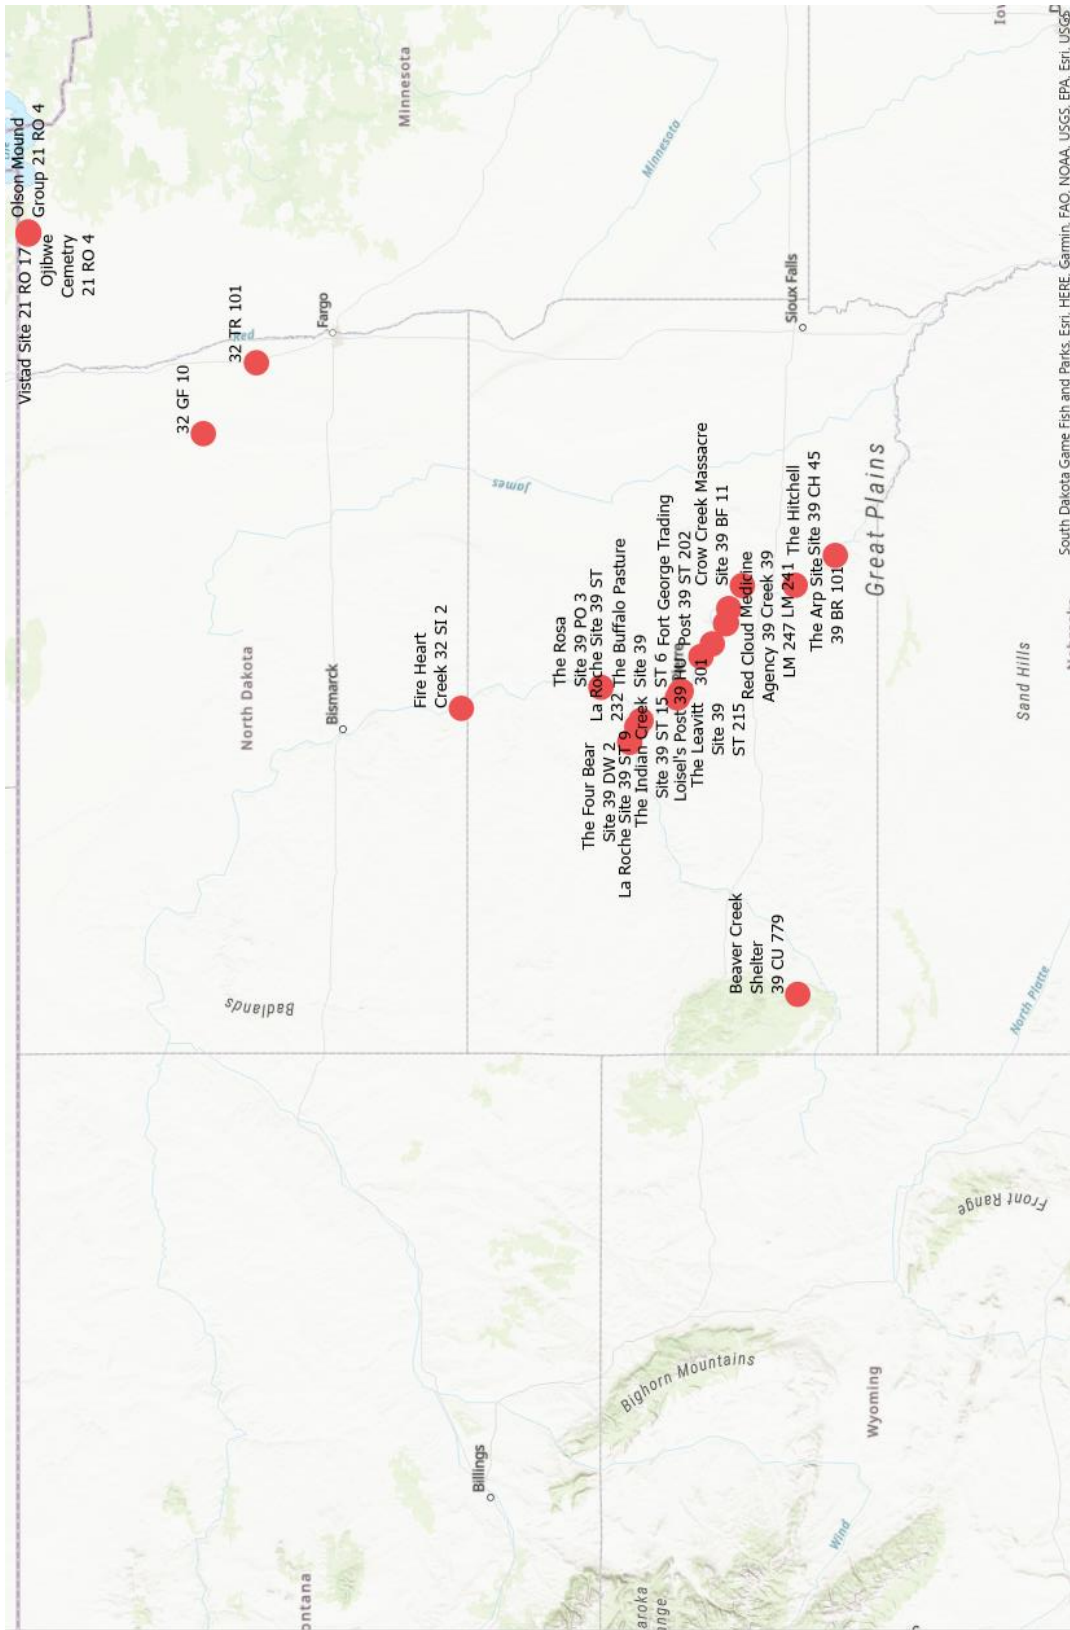 Vistad Site 21 RO 17
Olson Mound
Group 21 RO 4
Ojibwe
Cemetry
21 RO 4
32 TR 101
32 GF 10
Red
Fargo
Minnesota
Minnesota
North Dakota
Bismarck
Fire Heart
Creek 32 SI 2
James
Badlands
The Rosa
Site 39 PO 3
La Roche Site 39 ST
232
The Buffalo Pasture
Site 39
ST 6
The Four Bear
Site 39 DW 2
La Roche Site 39 ST 9
The Indian Creek
Site 39 ST 15
Fort George Trading
Post 39 ST 202
Loisel's Post 39 HU
301
The Leavitt
Site 39
ST 215
Crow Creek Massacre
Site 39 BF 11
Red Cloud Medicine
Agency 39
Creek 39
LM 247
LM 241
The Hitchell
Site 39 CH 45
The Arp Site
39 BR 101
Sioux Falls
Great Plains
Sand Hills
Beaver Creek
Shelter
39 CU 779
North Platte
Front Range
Bighorn Mountains
Wyoming
Wind
Billings
ontana
aroka
nge
South Dakota Game Fish and Parks, Esri, HERE, Garmin, FAO, NOAA, USGS, EPA, Esri, USGS